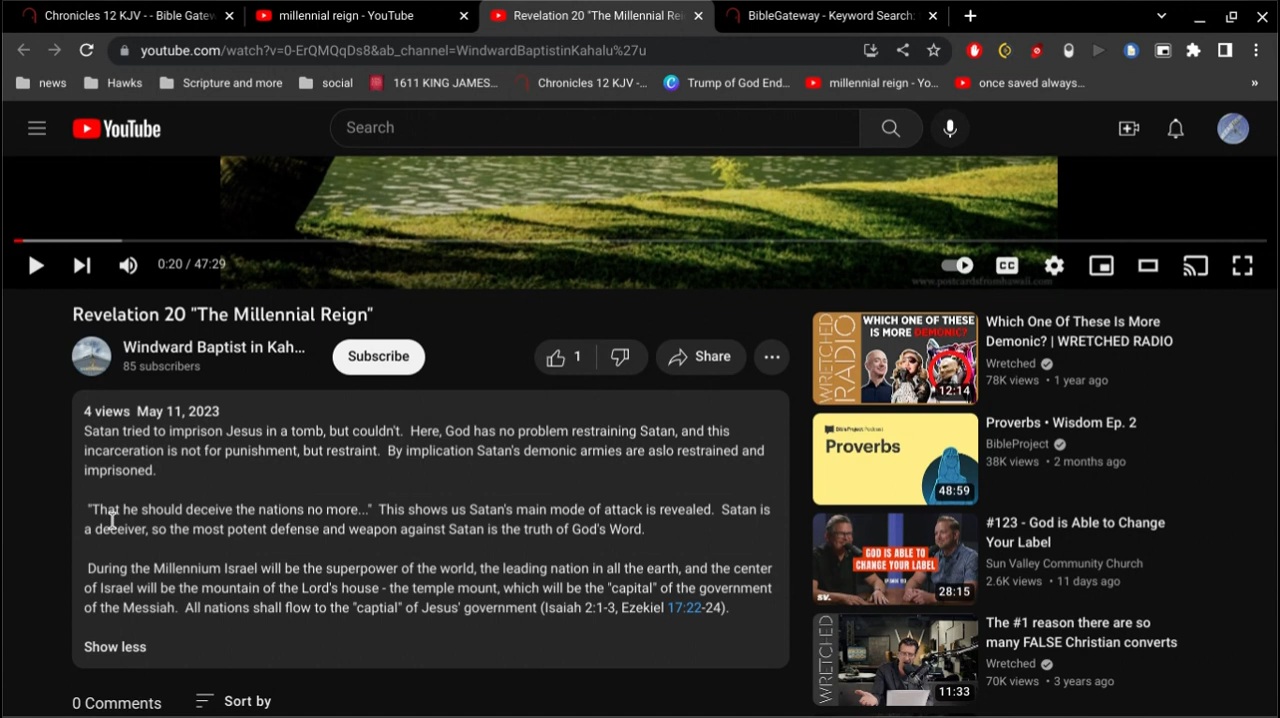 Chronicles 12 KJV - - Bible Gatew
millennial reign - YouTube
Revelation 20 "The Millennial Rei
BibleGateway - Keyword Search:
youtube.com/watch?v=0-ErQMQqDs8&ab_channel=WindwardBaptistinKahalu%27u
news
Hawks
Scripture and more
social
1611 KING JAMES...
Chronicles 12 KJV -...
Trump of God End...
millennial reign - Yo...
once saved always...
»
YouTube
Search
0:20 / 47:29
CC
www.postcardsfromhawaii.com
Revelation 20 "The Millennial Reign"
Windward Baptist in Kah...
85 subscribers
Subscribe
1
Share
4 views May 11, 2023
Satan tried to imprison Jesus in a tomb, but couldn't. Here, God has no problem restraining Satan, and this
incarceration is not for punishment, but restraint. By implication Satan's demonic armies are aslo restrained and
imprisoned.
"That he should deceive the nations no more..." This shows us Satan's main mode of attack is revealed. Satan is
a deceiver, so the most potent defense and weapon against Satan is the truth of God's Word.
During the Millennium Israel will be the superpower of the world, the leading nation in all the earth, and the center
of Israel will be the mountain of the Lord's house - the temple mount, which will be the "capital" of the government
of the Messiah. All nations shall flow to the "captial" of Jesus' government (Isaiah 2:1-3, Ezekiel 17:22-24).
Show less
0 Comments
Sort by
WRETCHED RADIO
WHICH ONE OF THESE
IS MORE DEMONIC?
12:14
Which One Of These Is More
Demonic? | WRETCHED RADIO
Wretched
78K views • 1 year ago
BibleProject Podcast
Proverbs
48:59
Proverbs • Wisdom Ep. 2
BibleProject
38K views • 2 months ago
GOD IS ABLE TO
CHANGE YOUR LABEL
sv.
28:15
#123 - God is Able to Change
Your Label
Sun Valley Community Church
2.6K views • 11 days ago
WRETCHED
11:33
The #1 reason there are so
many FALSE Christian converts
Wretched
70K views • 3 years ago